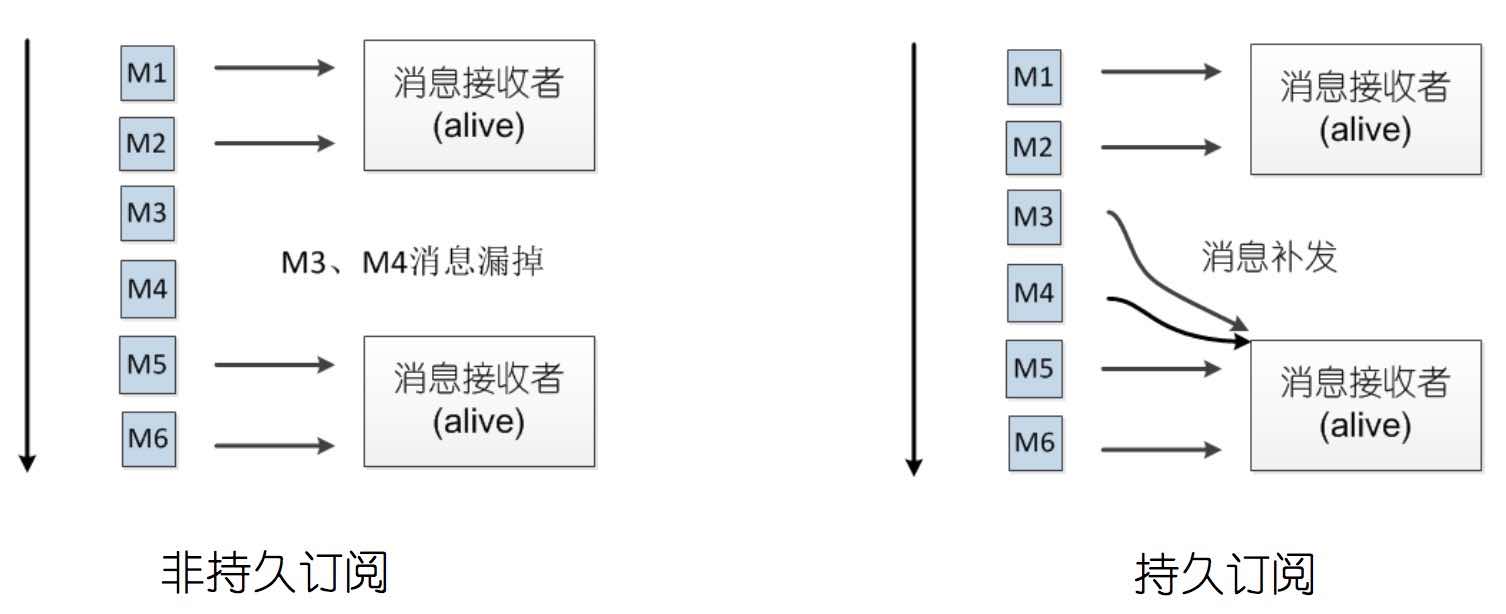 M1
消息接收者
(alive)
M2
M3
M3、M4消息漏掉
M4
M5
消息接收者
(alive)
M6
非持久订阅
M1
消息接收者
(alive)
M2
M3
消息补发
M4
M5
消息接收者
(alive)
M6
持久订阅